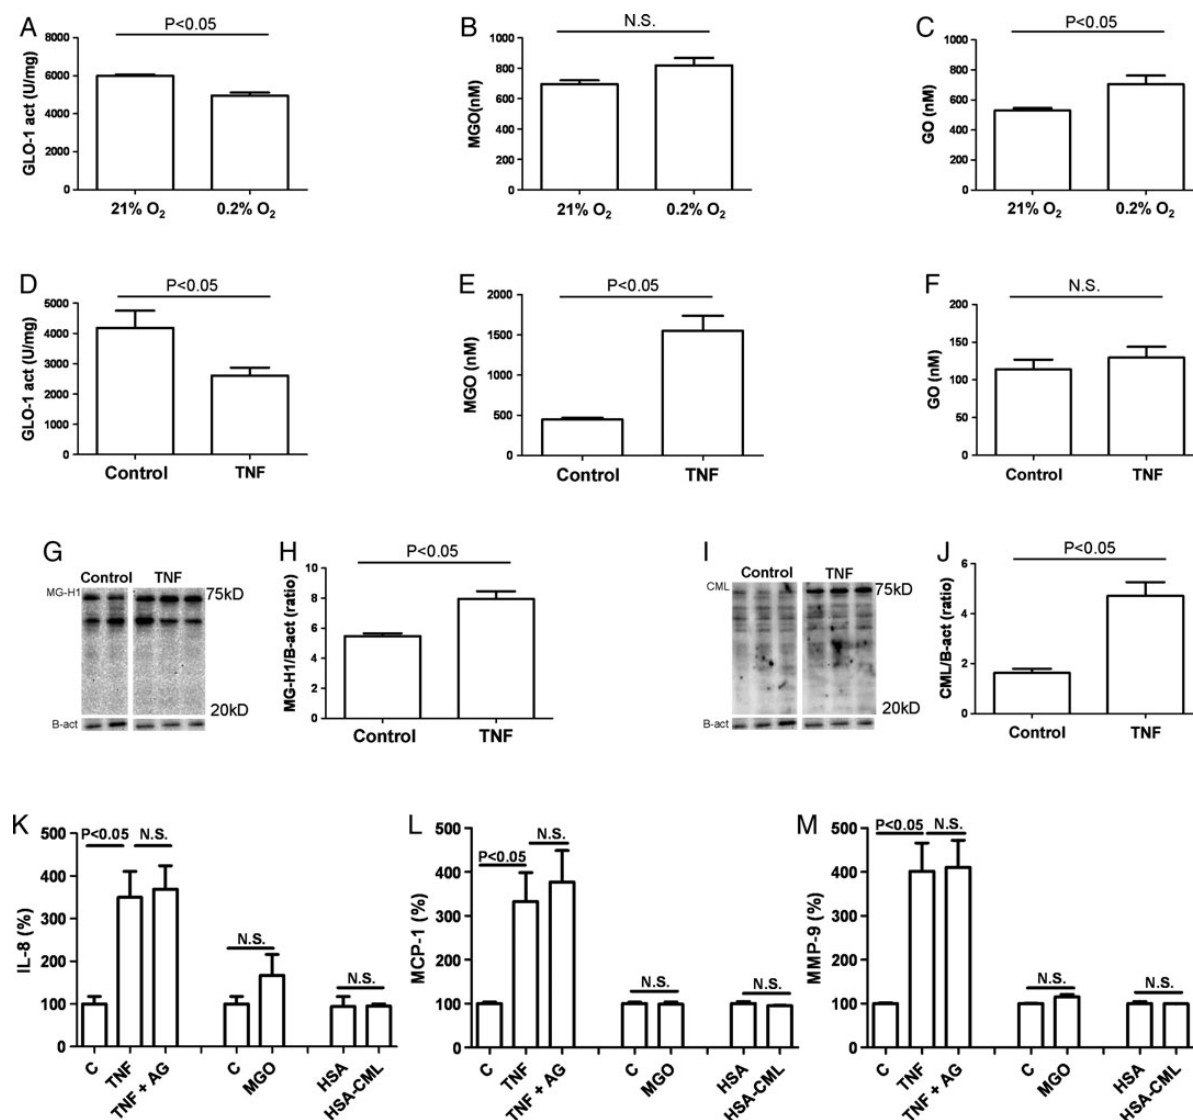 A
P<0.05
GLO-1 act (U/mg)
8000
6000
4000
2000
0
21% O2
0.2% O2
B
N.S.
MGO(nM)
1000
800
600
400
200
0
21% O2
0.2% O2
C
P<0.05
GO (nM)
1000
800
600
400
200
0
21% O2
0.2% O2
D
P<0.05
GLO-1 act (U/mg)
5000
4000
3000
2000
1000
0
Control
TNF
E
P<0.05
MGO (nM)
2000
1500
1000
500
0
Control
TNF
F
N.S.
GO (nM)
200
150
100
50
0
Control
TNF
G
Control TNF
MG-H1
75kD
20kD
B-act
H
P<0.05
MG-H1/B-act (ratio)
10
8
6
4
2
0
Control
TNF
I
Control TNF
CML
75kD
20kD
B-act
J
P<0.05
CML/B-act (ratio)
6
4
2
0
Control
TNF
K
P<0.05
N.S.
N.S.
N.S.
IL-8 (%)
500
400
300
200
100
0
C
TNF
TNF + AG
C
MGO
HSA
HSA-CML
L
P<0.05
N.S.
N.S.
N.S.
MCP-1 (%)
500
400
300
200
100
0
C
TNF
TNF + AG
C
MGO
HSA
HSA-CML
M
P<0.05
N.S.
N.S.
N.S.
MMP-9 (%)
500
400
300
200
100
0
C
TNF
TNF + AG
C
MGO
HSA
HSA-CML